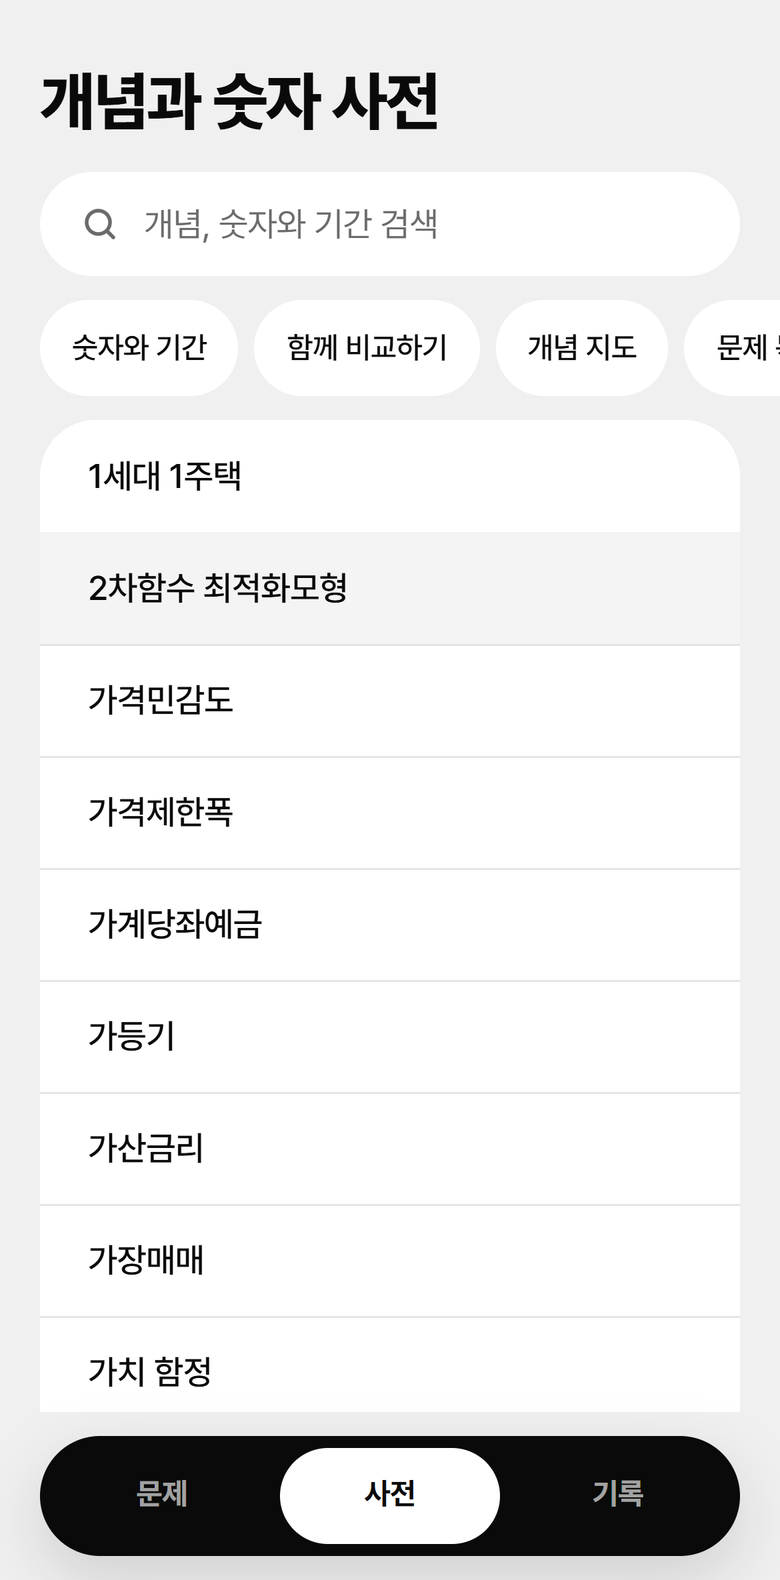 개념과 숫자 사전
개념, 숫자와 기간 검색
숫자와 기간 함께 비교하기 개념 지도 문제
1세대 1주택
2차함수 최적화모형
가격민감도
가격제한폭
가계당좌예금
가등기
가산금리
가장매매
가치 함정
문제 사전 기록